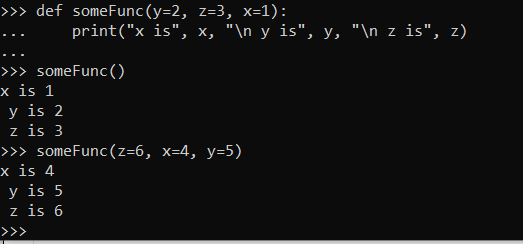 >>> def someFunc(y=2, z=3, x=1):
...     print("x is", x, "\n y is", y, "\n z is", z)
...
>>> someFunc()
x is 1
 y is 2
 z is 3
>>> someFunc(z=6, x=4, y=5)
x is 4
 y is 5
 z is 6
>>>